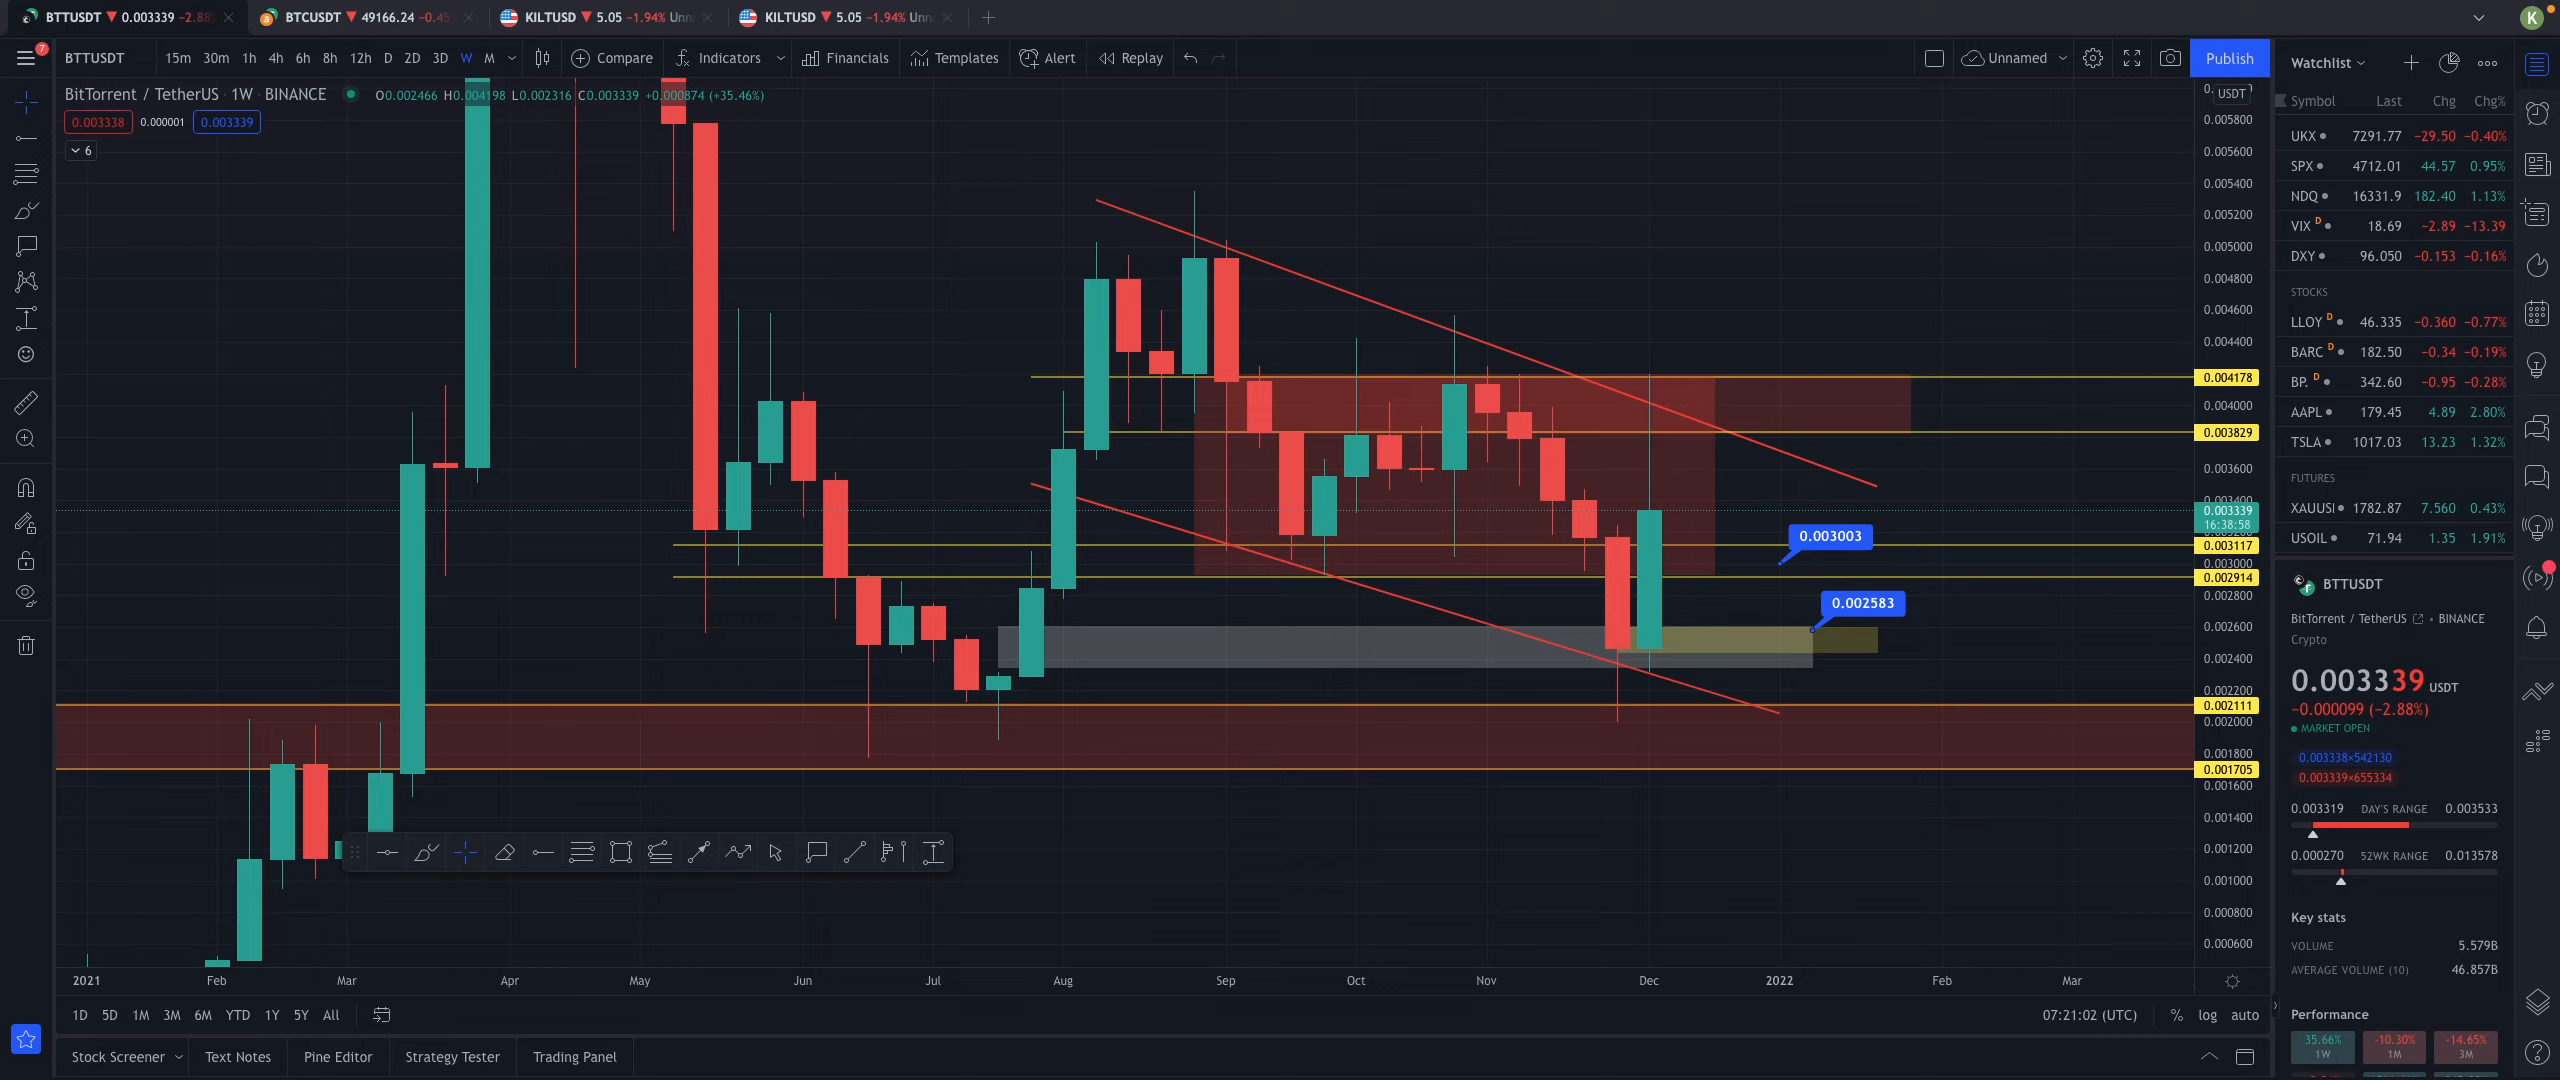 BTTUSDT ▼ 0.003339 −2.88
BTCUSDT ▼ 49166.24 −0.45
KILTUSD ▼ 5.05 −1.94% Unn
KILTUSD ▼ 5.05 −1.94% Unn
K
7
BTTUSDT
15m 30m 1h 4h 6h 8h 12h D 2D 3D W M
Compare
Indicators
Financials
Templates
Alert
Replay
Unnamed
Publish
BitTorrent / TetherUS · 1W · BINANCE
O0.002466 H0.004198 L0.002316 C0.003339 +0.000874 (+35.46%)
0.003338 0.000001 0.003339
6
USDT
0.005800
0.005600
0.005400
0.005200
0.005000
0.004800
0.004600
0.004400
0.004178
0.004000
0.003829
0.003600
0.003339
16:38:58
0.003117
0.003000
0.002914
0.002800
0.002600
0.002400
0.002200
0.002111
0.002000
0.001800
0.001705
0.001600
0.001400
0.001200
0.001000
0.000800
0.000600
0.003003
0.002583
2021 Feb Mar Apr May Jun Jul Aug Sep Oct Nov Dec 2022 Feb Mar
1D 5D 1M 3M 6M YTD 1Y 5Y All
07:21:02 (UTC) % log auto
Stock Screener Text Notes Pine Editor Strategy Tester Trading Panel
Watchlist
Symbol Last Chg Chg%
UKX 7291.77 −29.50 −0.40%
SPX 4712.01 44.57 0.95%
NDQ 16331.9 182.40 1.13%
VIX D 18.69 −2.89 −13.39
DXY 96.050 −0.153 −0.16%
STOCKS
LLOY D 46.335 −0.360 −0.77%
BARC D 182.50 −0.34 −0.19%
BP. D 342.60 −0.95 −0.28%
AAPL 179.45 4.89 2.80%
TSLA 1017.03 13.23 1.32%
FUTURES
XAUUSI 1782.87 7.560 0.43%
USOIL 71.94 1.35 1.91%
BTTUSDT
BitTorrent / TetherUS • BINANCE
Crypto
0.003339 USDT
−0.000099 (−2.88%)
MARKET OPEN
0.003338×542130
0.003339×655334
0.003319 DAY'S RANGE 0.003533
0.000270 52WK RANGE 0.013578
Key stats
VOLUME 5.579B
AVERAGE VOLUME (10) 46.857B
Performance
35.66% -10.30% -14.65%
1W 1M 3M